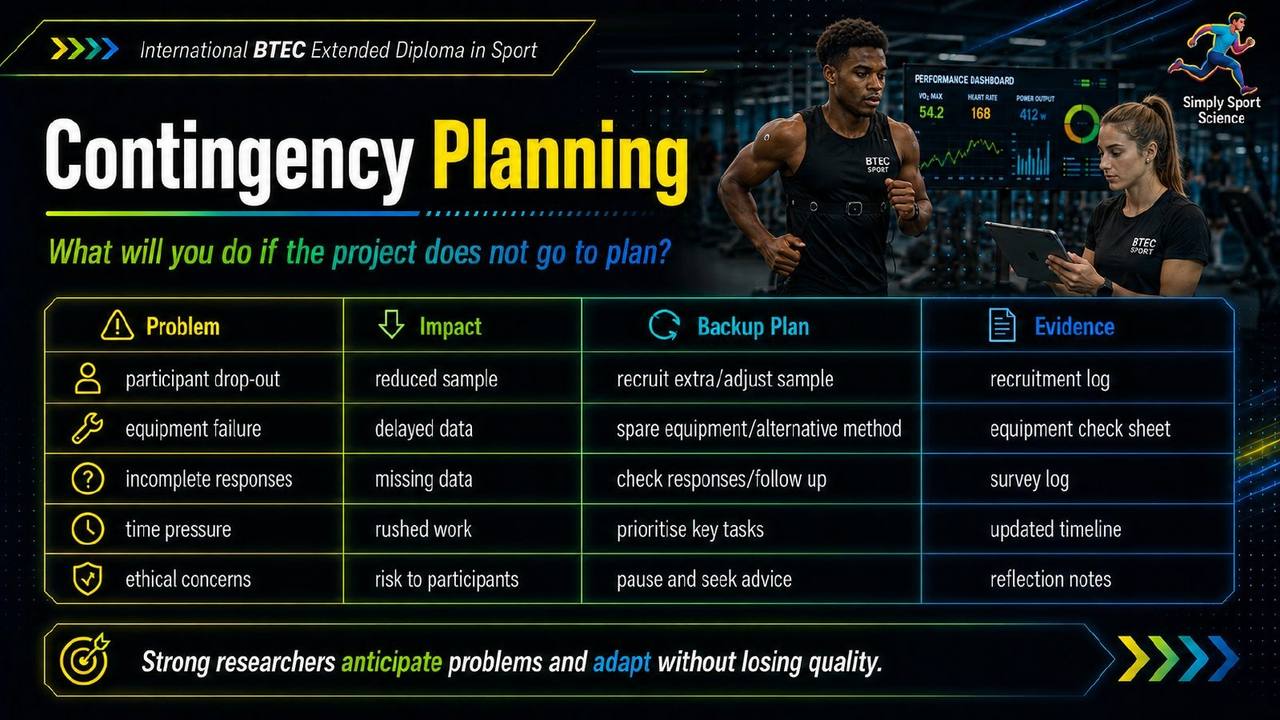 International BTEC Extended Diploma in Sport
Simply Sport
Science
PERFORMANCE DASHBOARD
VO₂ MAX
HEART RATE
POWER OUTPUT
54.2
168
412 w
BTEC
SPORT
BTEC
SPORT
Contingency Planning
What will you do if the project does not go to plan?
Problem Impact Backup Plan Evidence
participant drop-out reduced sample recruit extra/adjust sample recruitment log
equipment failure delayed data spare equipment/alternative method equipment check sheet
incomplete responses missing data check responses/follow up survey log
time pressure rushed work prioritise key tasks updated timeline
ethical concerns risk to participants pause and seek advice reflection notes
Strong researchers anticipate problems and adapt without losing quality.